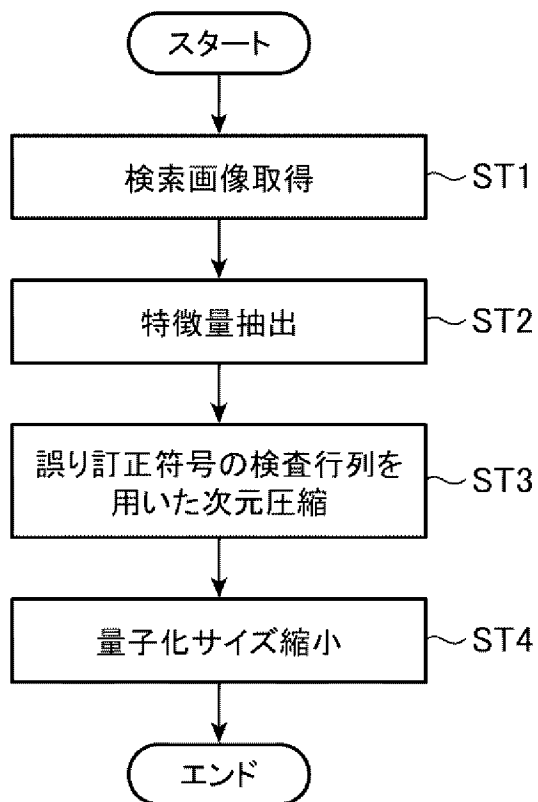 スタート
検索画像取得
ST1
特徴量抽出
ST2
誤り訂正符号の検査行列を
用いた次元圧縮
ST3
量子化サイズ縮小
ST4
エンド